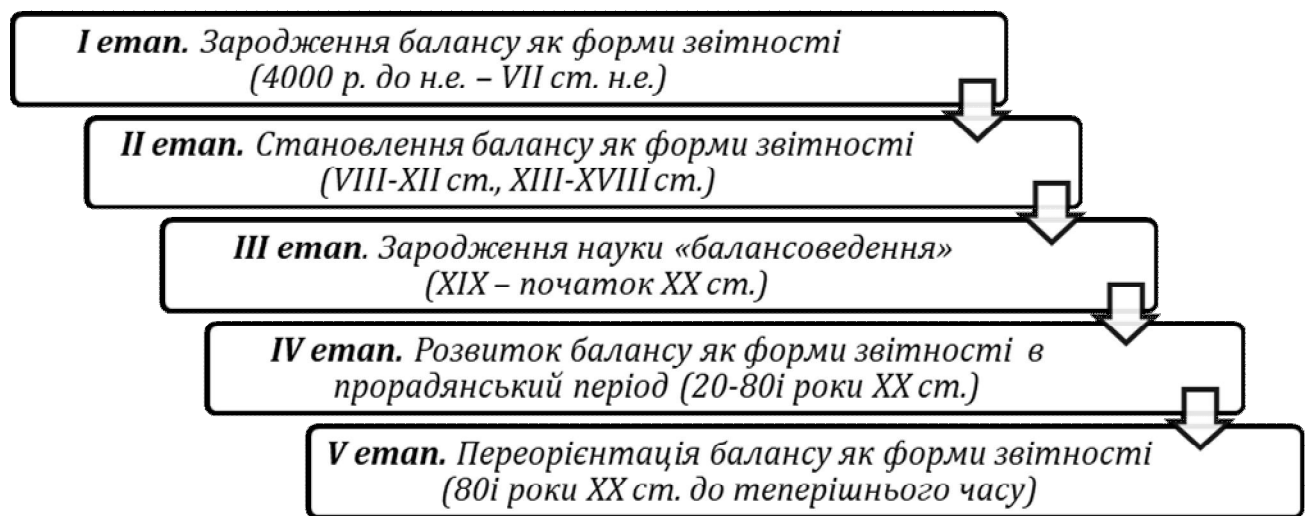 I етап. Зародження балансу як форми звітності
(4000 р. до н.е. – VII ст. н.е.)
II етап. Становлення балансу як форми звітності
(VIII-XII ст., XIII-XVIII ст.)
III етап. Зародження науки «балансоведення»
(XIX – початок XX ст.)
IV етап. Розвиток балансу як форми звітності в
прорадянський період (20-80і роки XX ст.)
V етап. Переорієнтація балансу як форми звітності
(80і роки XX ст. до теперішнього часу)